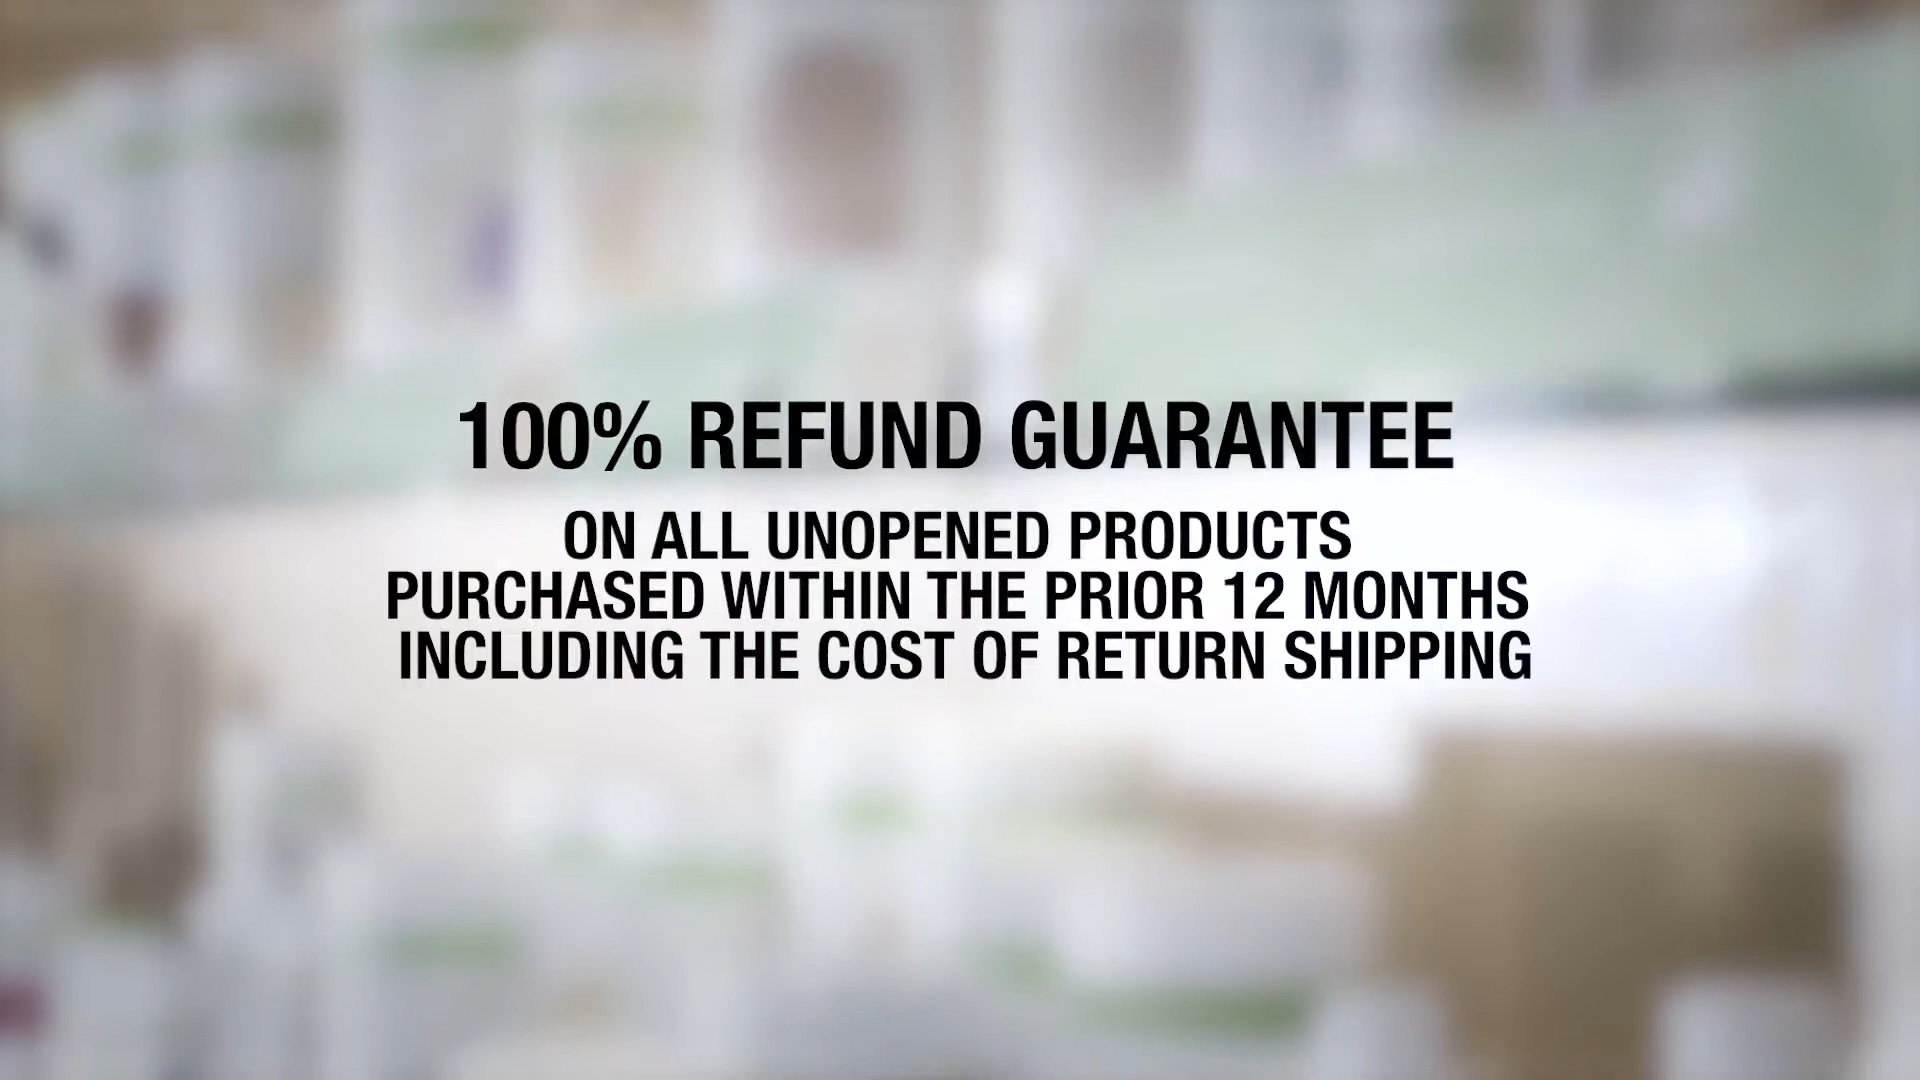 100% REFUND GUARANTEE
ON ALL UNOPENED PRODUCTS
PURCHASED WITHIN THE PRIOR 12 MONTHS
INCLUDING THE COST OF RETURN SHIPPING